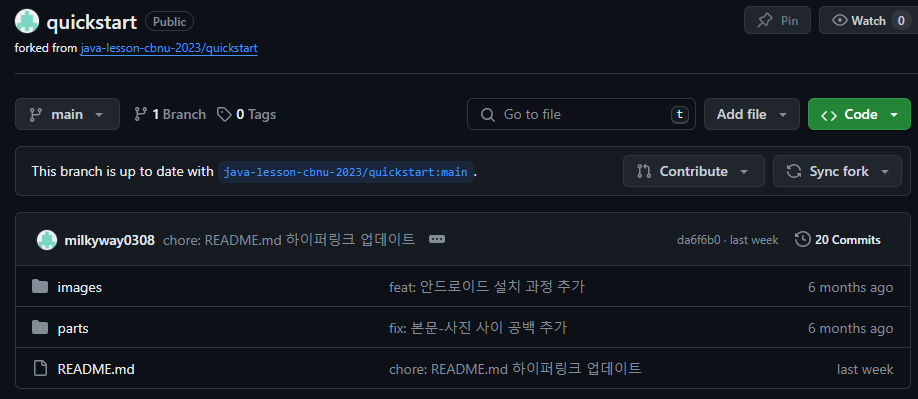 quickstart Public Pin Watch 0
forked from java-lesson-cbnu-2023/quickstart
main 1 Branch 0 Tags Go to file t Add file Code
This branch is up to date with java-lesson-cbnu-2023/quickstart:main. Contribute Sync fork
milkyway0308 chore: README.md 하이퍼링크 업데이트 da6f6b0 · last week 20 Commits
images feat: 안드로이드 설치 과정 추가 6 months ago
parts fix: 본문-사진 사이 공백 추가 6 months ago
README.md chore: README.md 하이퍼링크 업데이트 last week